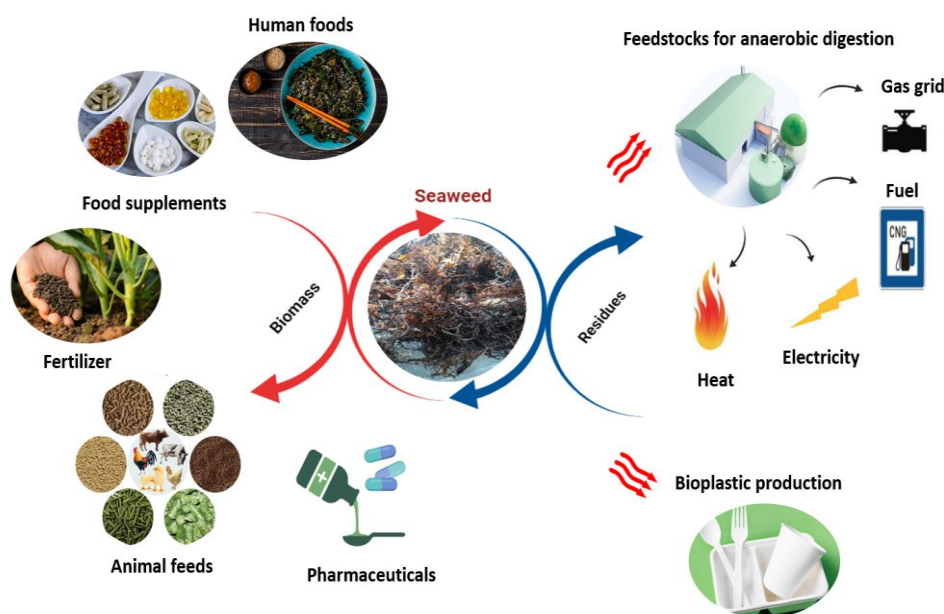 Human foods
Feedstocks for anaerobic digestion
Gas grid
Food supplements
Seaweed
Fuel
CNG
Biomass
Residues
Fertilizer
Heat
Electricity
Bioplastic production
Animal feeds
Pharmaceuticals